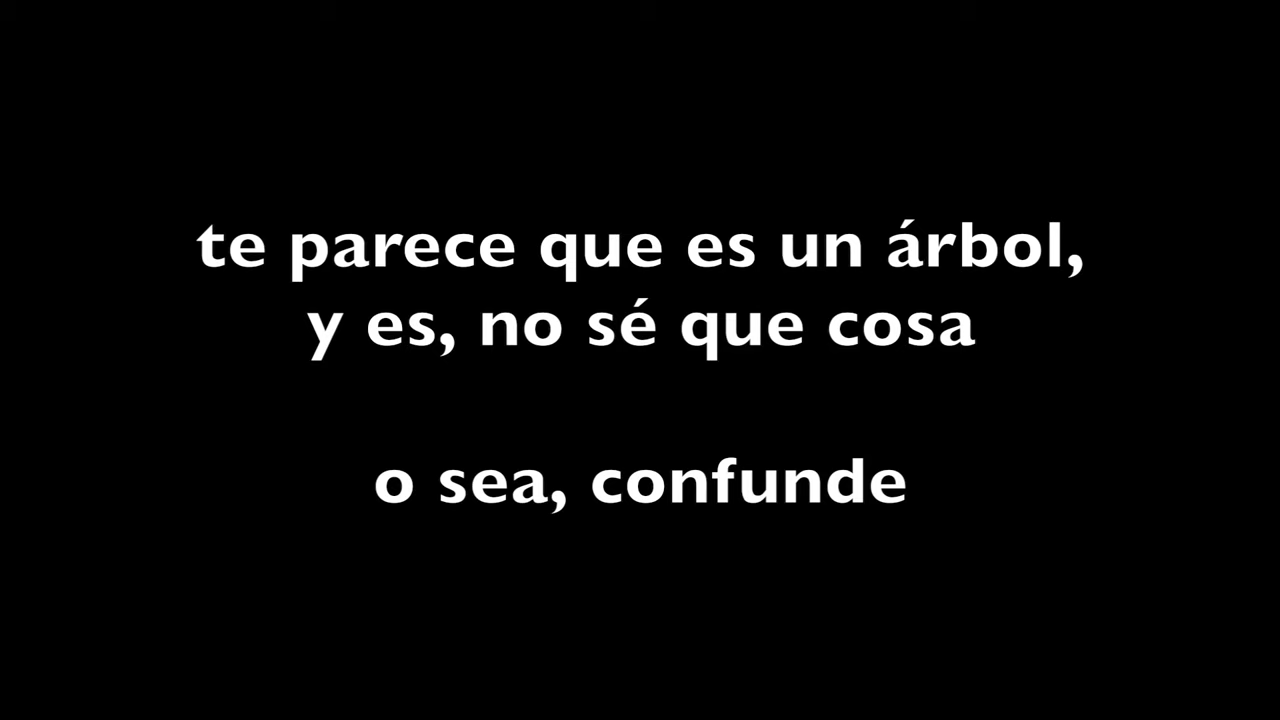 te parece que es un árbol,
y es, no sé que cosa
o sea, confunde